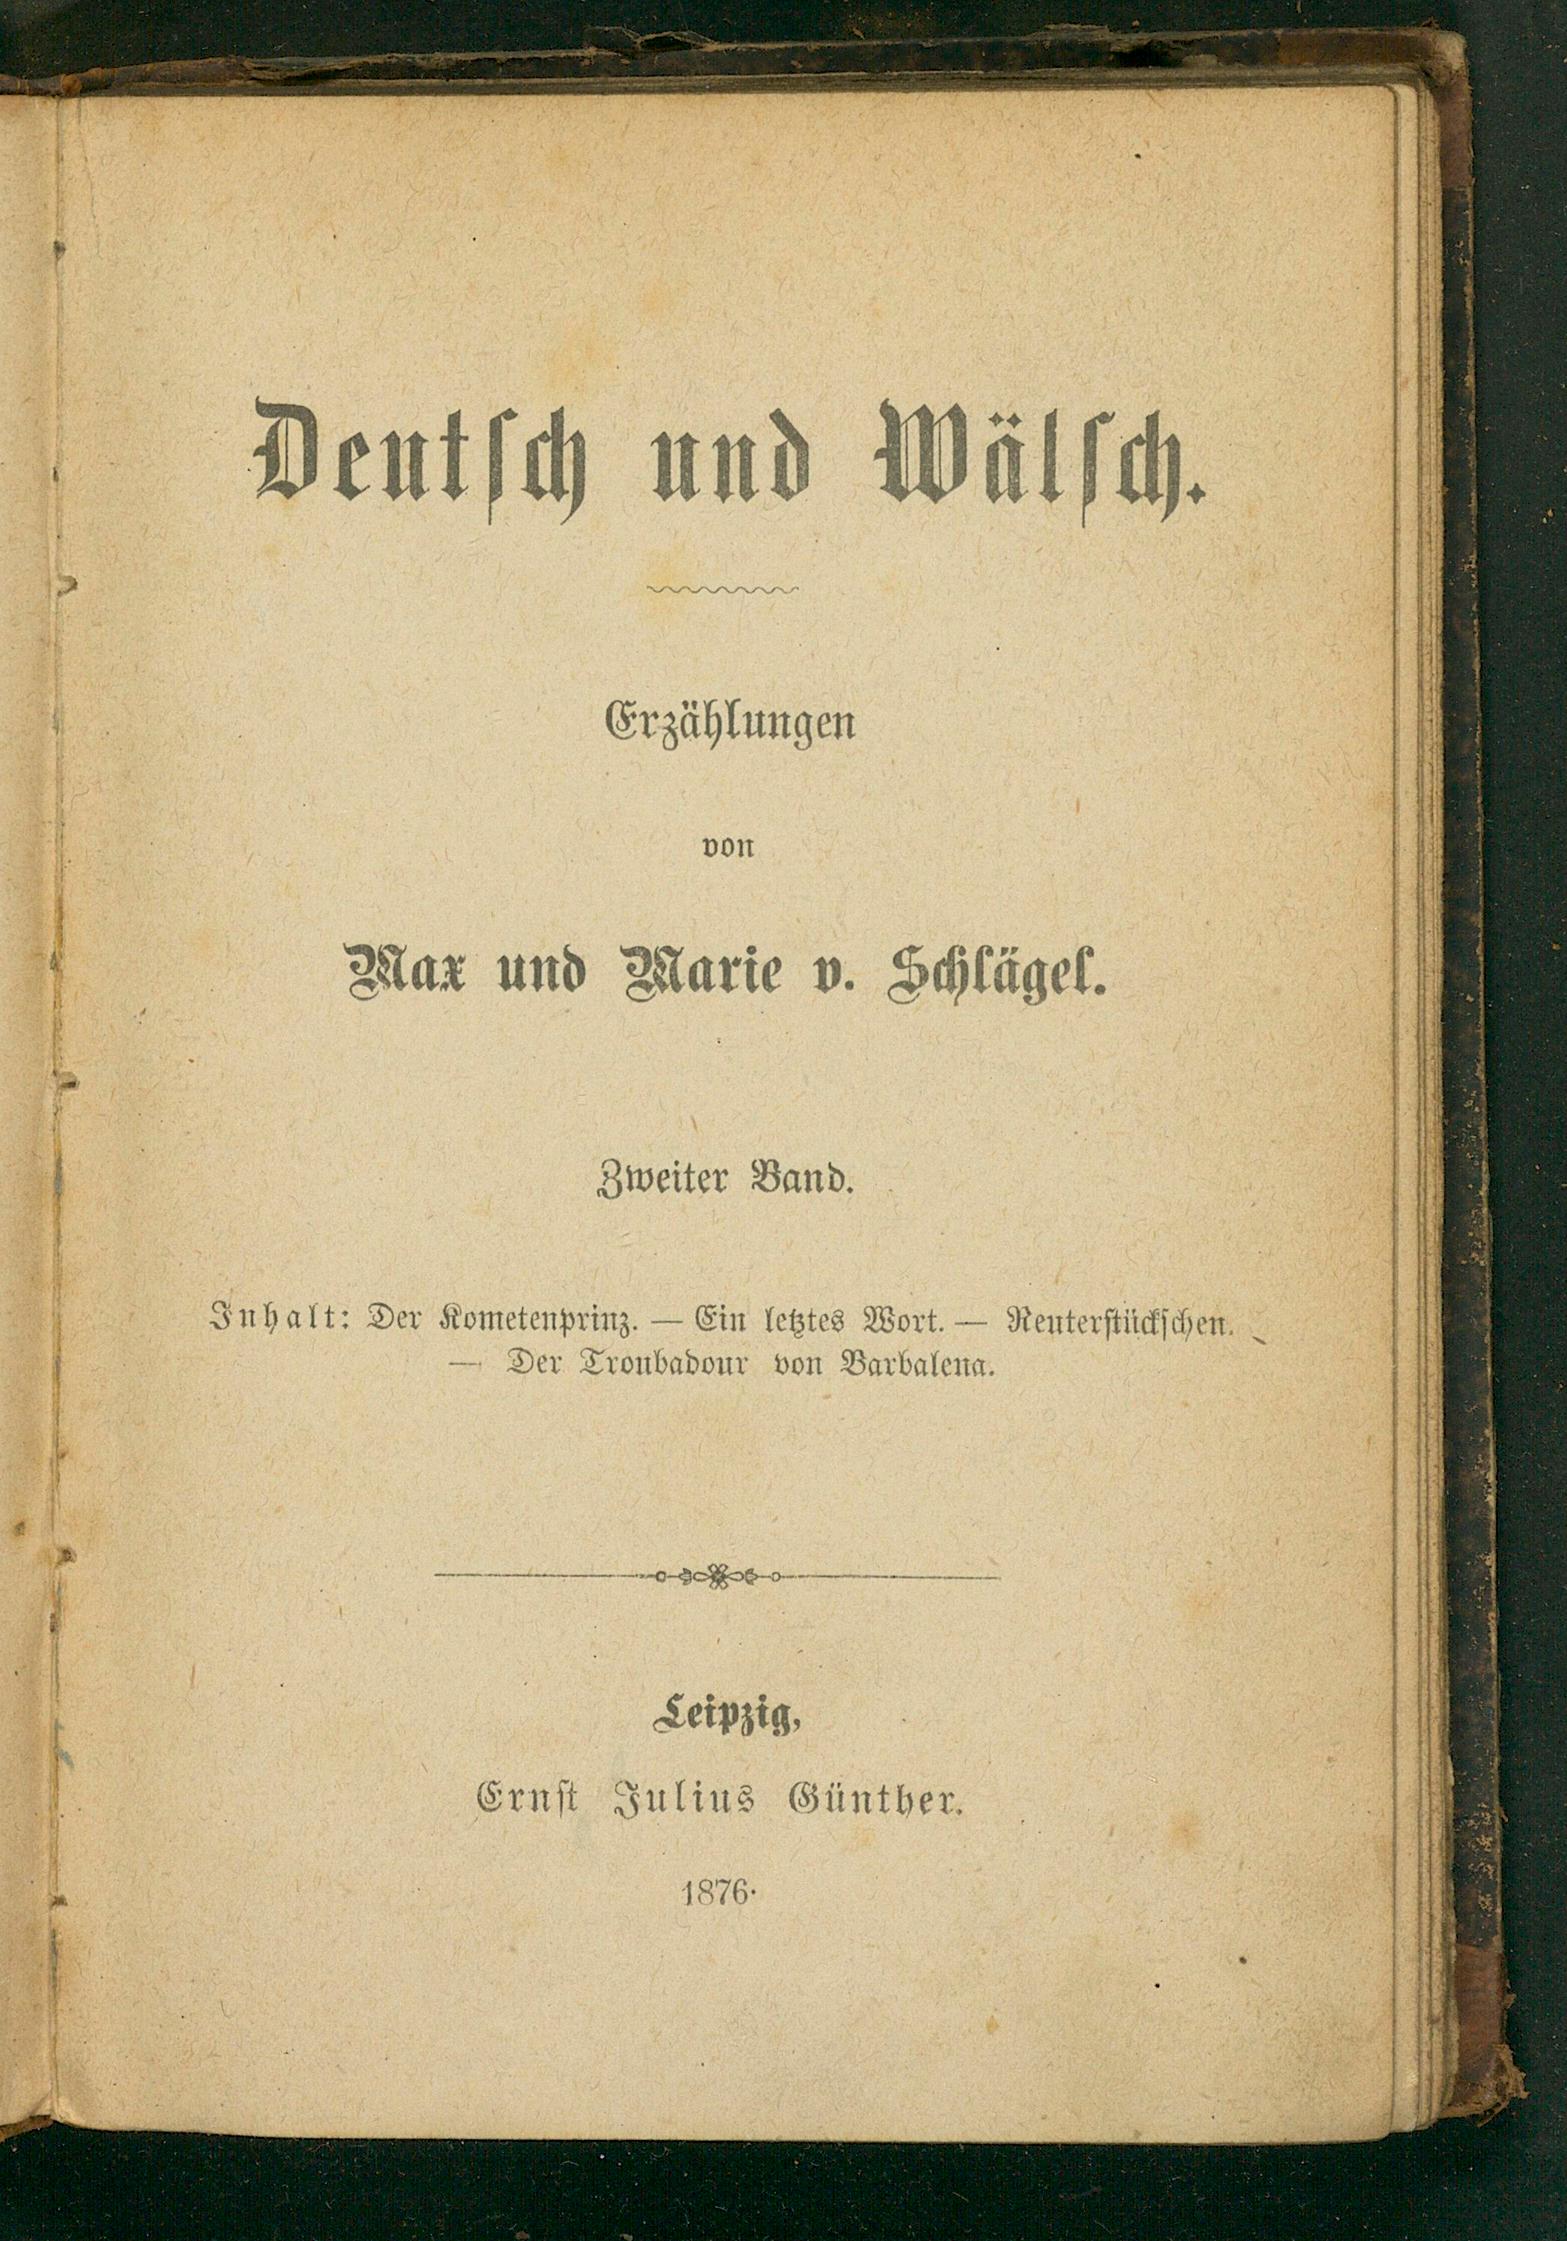 Deutſch und Wälſch.
Erzählungen
von
Max und Marie v. Schlägel.
Zweiter Band.
Inhalt: Der Kometenprinz. — Ein letztes Wort. — Reuterſtückſchen.
— Der Troubadour von Barbalena.
Leipzig,
Ernſt Julius Günther.
1876.